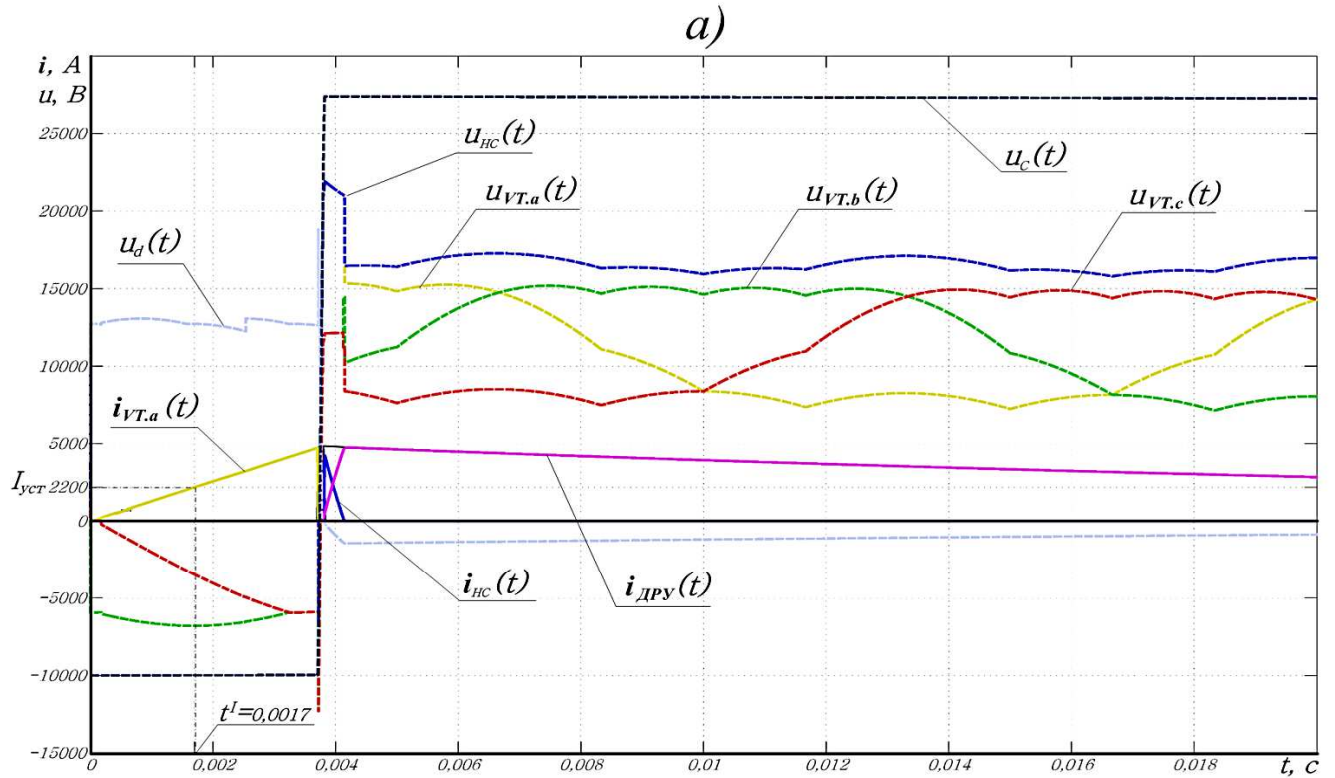 а)
i, А
u, В
25000
20000
15000
10000
5000
I_УСТ 2200
0
-5000
-10000
-15000
u_НС(t)
u_C(t)
u_VT.a(t)
u_VT.b(t)
u_VT.c(t)
u_d(t)
i_VT.a(t)
i_НС(t)
i_ДРУ(t)
t^I=0,0017
0
0,002
0,004
0,006
0,008
0,01
0,012
0,014
0,016
0,018
t, с